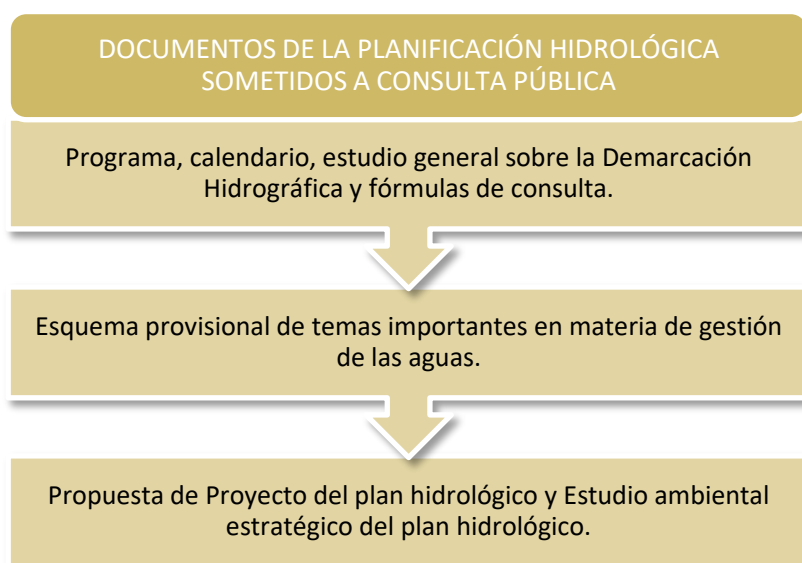 DOCUMENTOS DE LA PLANIFICACIÓN HIDROLÓGICA
SOMETIDOS A CONSULTA PÚBLICA
Programa, calendario, estudio general sobre la Demarcación
Hidrográfica y fórmulas de consulta.
Esquema provisional de temas importantes en materia de gestión
de las aguas.
Propuesta de Proyecto del plan hidrológico y Estudio ambiental
estratégico del plan hidrológico.